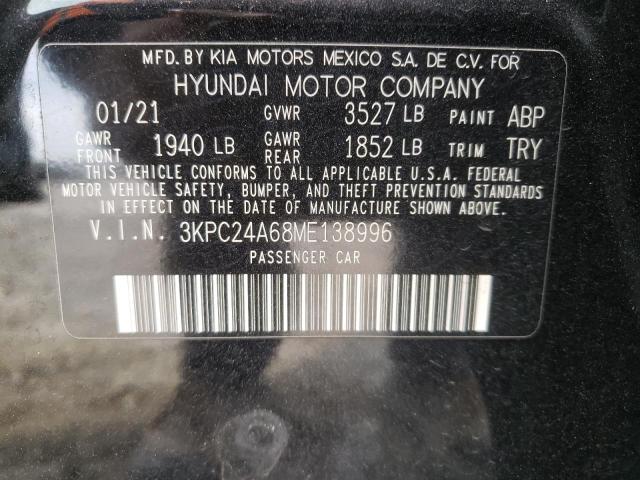 MFD. BY KIA MOTORS MEXICO S.A. DE C.V. FOR
HYUNDAI MOTOR COMPANY
01/21 GVWR 3527 LB PAINT ABP
GAWR FRONT 1940 LB GAWR REAR 1852 LB TRIM TRY
THIS VEHICLE CONFORMS TO ALL APPLICABLE U.S.A. FEDERAL
MOTOR VEHICLE SAFETY, BUMPER, AND THEFT PREVENTION STANDARDS
IN EFFECT ON THE DATE OF MANUFACTURE SHOWN ABOVE.
V.I.N. 3KPC24A68ME138996
PASSENGER CAR